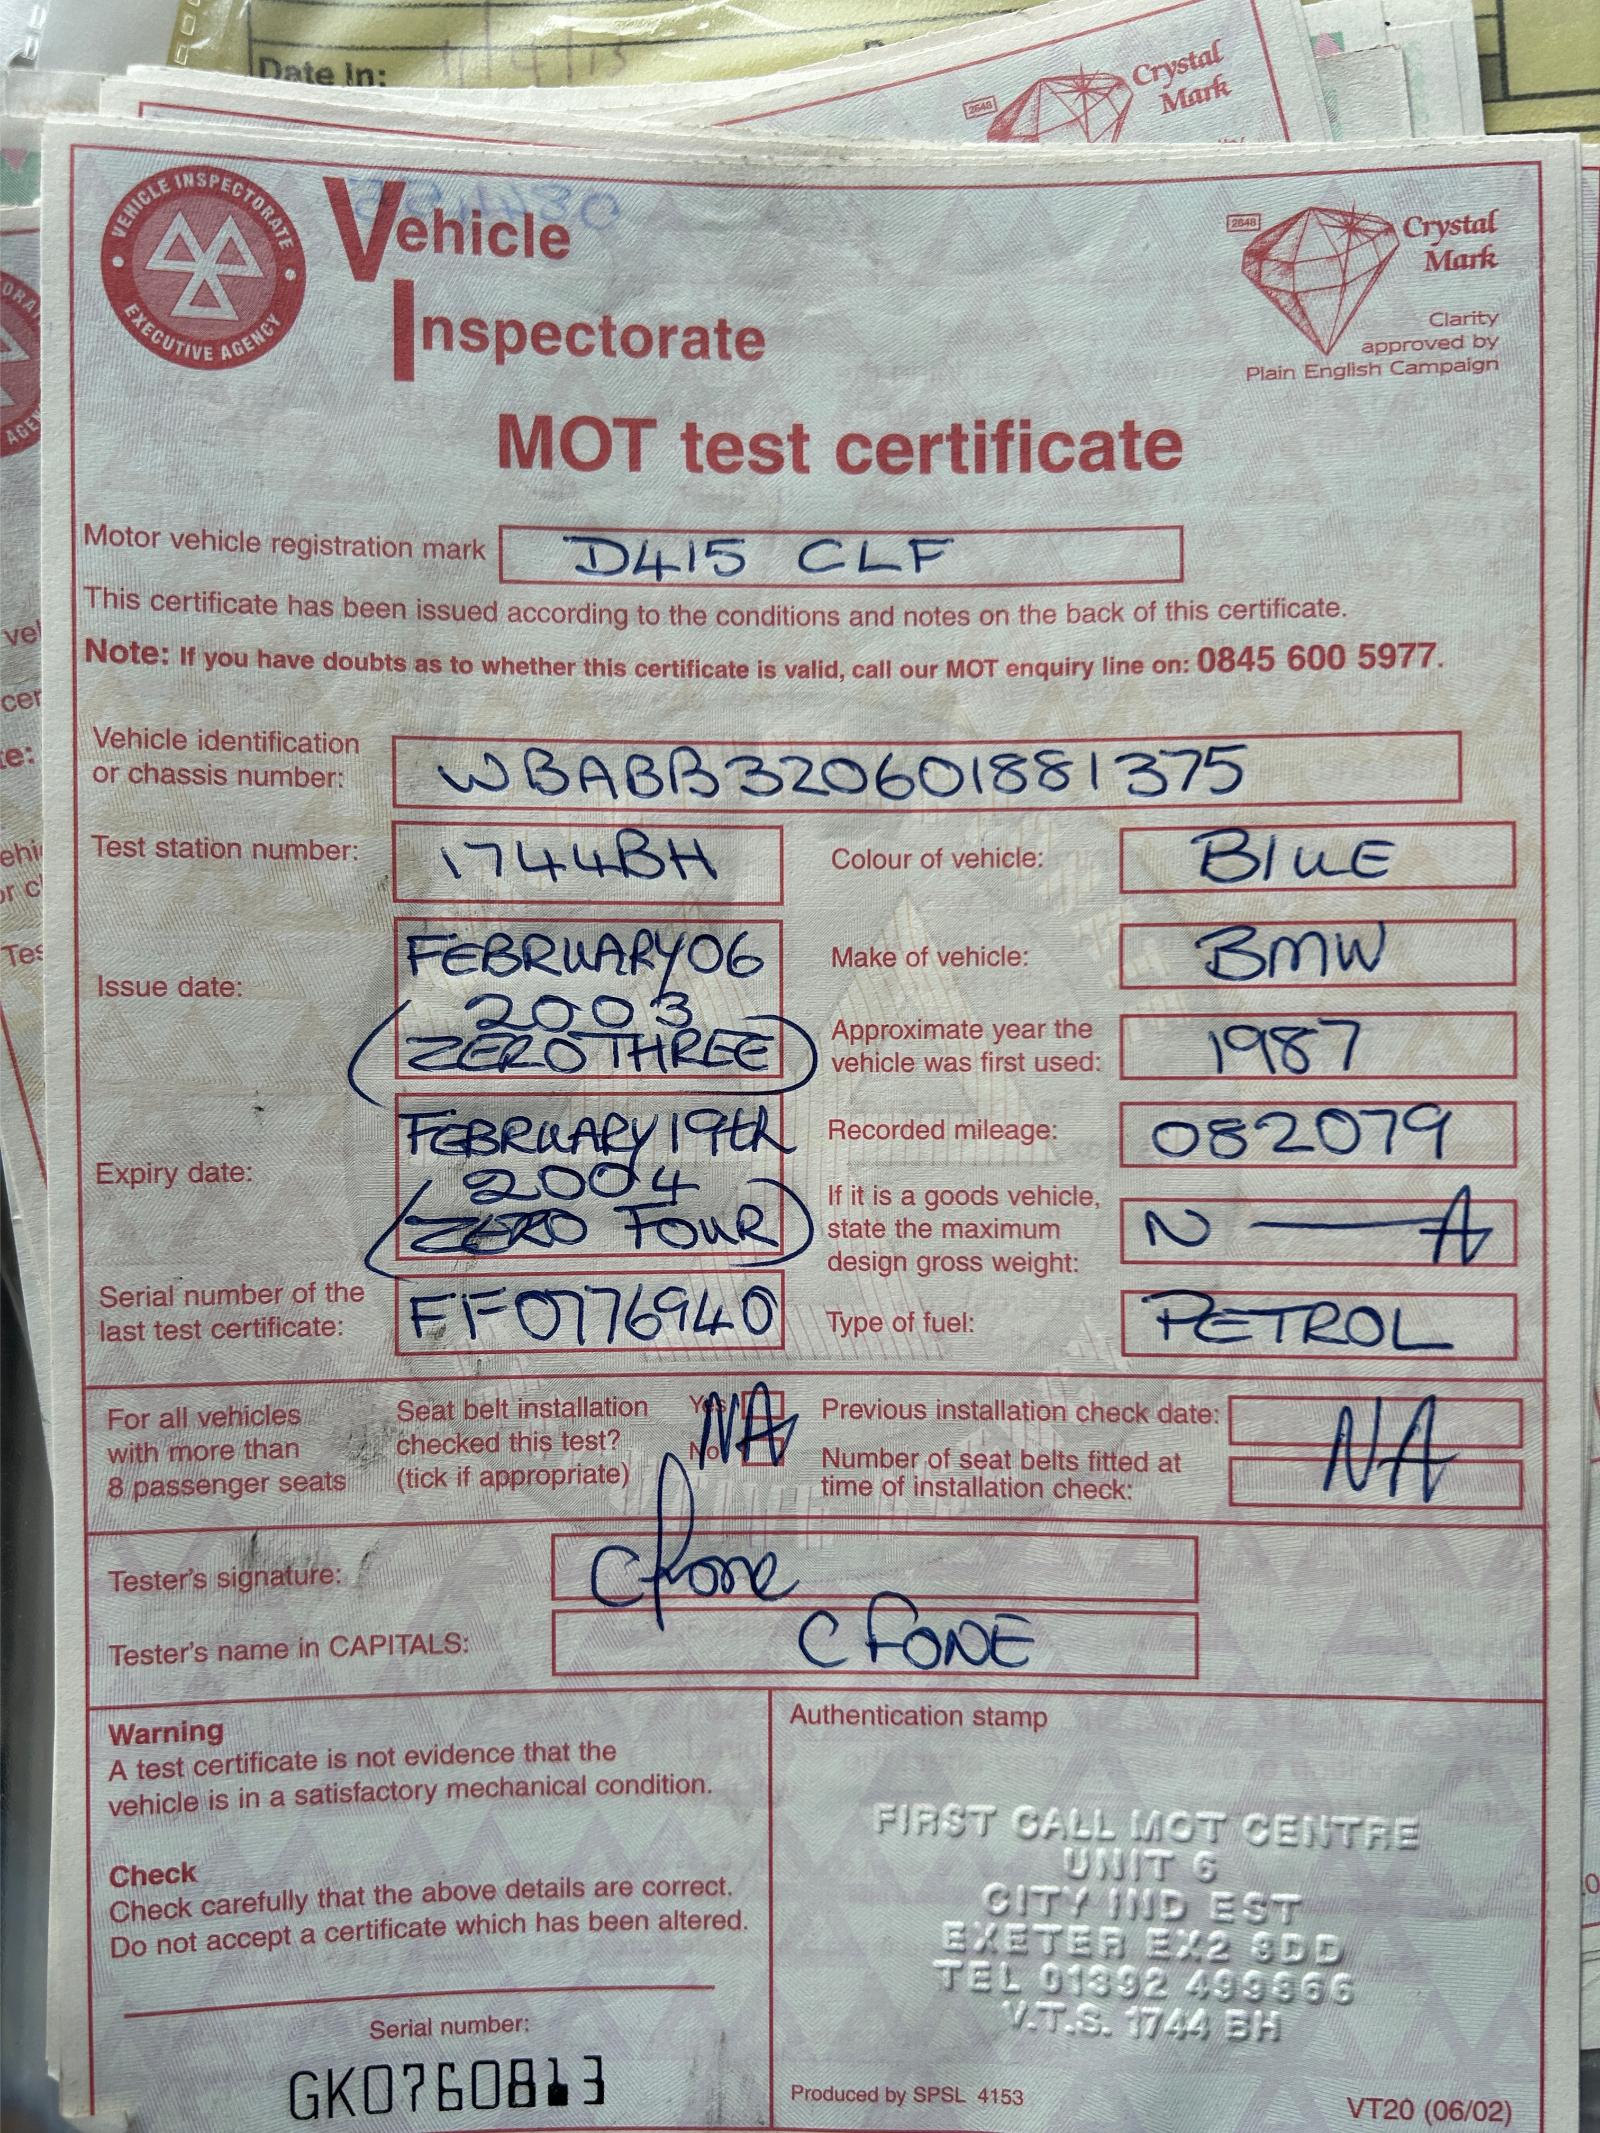 Date In:
Crystal
Mark
2648
VEHICLE INSPECTORATE
EXECUTIVE AGENCY
Vehicle
Inspectorate
2648
Crystal
Mark
Clarity
approved by
Plain English Campaign
MOT test certificate
Motor vehicle registration mark D415 CLF
This certificate has been issued according to the conditions and notes on the back of this certificate.
Note: If you have doubts as to whether this certificate is valid, call our MOT enquiry line on: 0845 600 5977.
Vehicle identification
or chassis number: WBABB320601881375
Test station number: 1744BH
Colour of vehicle: BlUE
Issue date: FEBRUARY 06
2003
(ZERO THREE)
Make of vehicle: BMW
Approximate year the
vehicle was first used: 1987
Expiry date: FEBRUARY 19th
2004
(ZERO FOUR)
Recorded mileage: 082079
If it is a goods vehicle,
state the maximum
design gross weight: N — A
Serial number of the
last test certificate: FF0776940
Type of fuel: PETROL
For all vehicles
with more than
8 passenger seats
Seat belt installation
checked this test?
(tick if appropriate)
Yes
No
NA
Previous installation check date:
Number of seat belts fitted at
time of installation check:
NA
Tester's signature: C fone
Tester's name in CAPITALS: C FONE
Warning
A test certificate is not evidence that the
vehicle is in a satisfactory mechanical condition.
Check
Check carefully that the above details are correct.
Do not accept a certificate which has been altered.
Serial number:
GK0760813
Authentication stamp
FIRST CALL MOT CENTRE
UNIT 6
CITY IND EST
EXETER EX2 8DD
TEL 01392 499866
V.T.S. 1744 BH
Produced by SPSL 4153
VT20 (06/02)